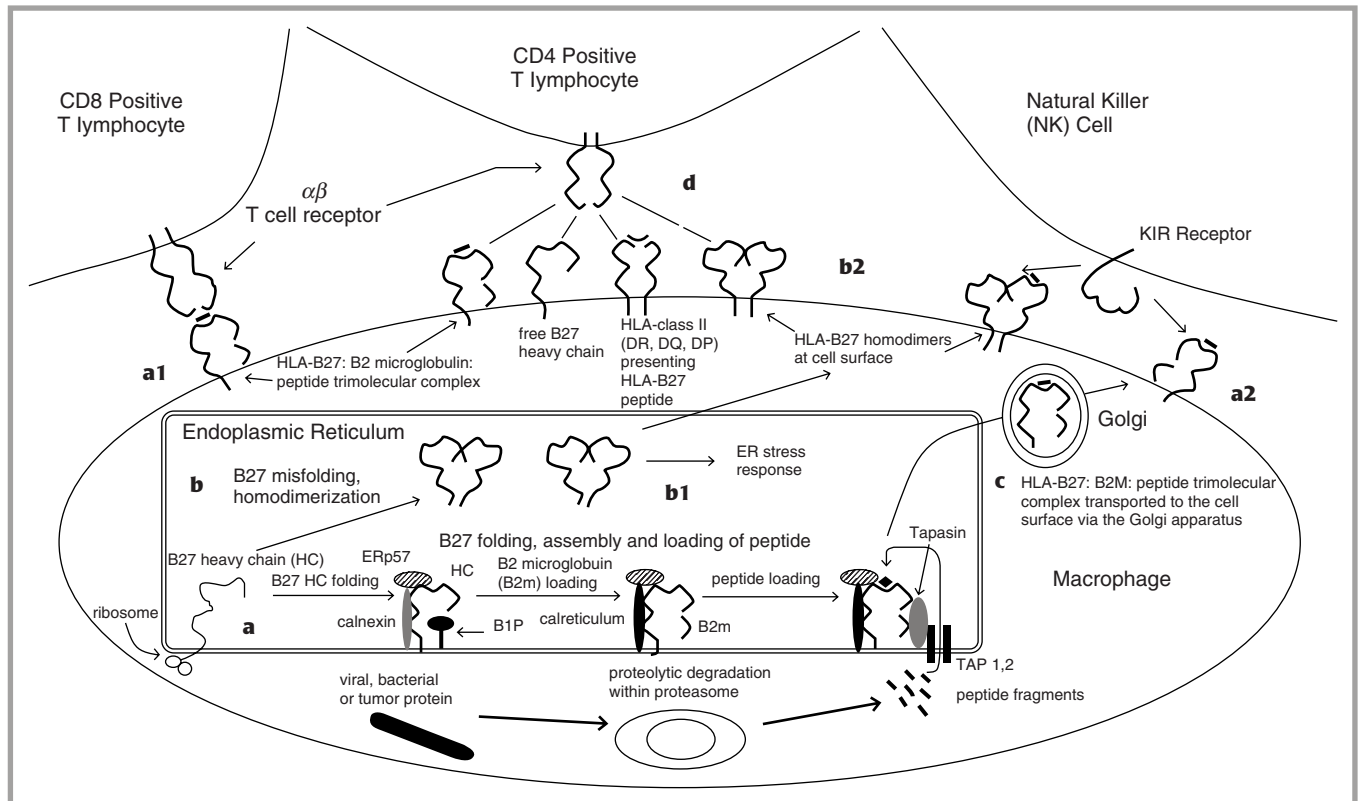 CD8 Positive
T lymphocyte
CD4 Positive
T lymphocyte
Natural Killer
(NK) Cell
αβ
T cell receptor
d
KIR Receptor
b2
free B27
heavy chain
HLA-class II
(DR, DQ, DP)
presenting
HLA-B27
peptide
HLA-B27 homodimers
at cell surface
a1
HLA-B27: B2 microglobulin:
peptide trimolecular complex
a2
Golgi
Endoplasmic Reticulum
b
B27 misfolding,
homodimerization
b1
ER stress
response
c
HLA-B27: B2M: peptide trimolecular
complex transported to the cell
surface via the Golgi apparatus
B27 folding, assembly and loading of peptide
Tapasin
B27 heavy chain (HC)
ERp57
HC
B2 microglobuin
(B2m) loading
peptide loading
B27 HC folding
Macrophage
ribosome
a
calnexin
B1P
calreticulum
B2m
TAP 1,2
viral, bacterial
or tumor protein
proteolytic degradation
within proteasome
peptide fragments